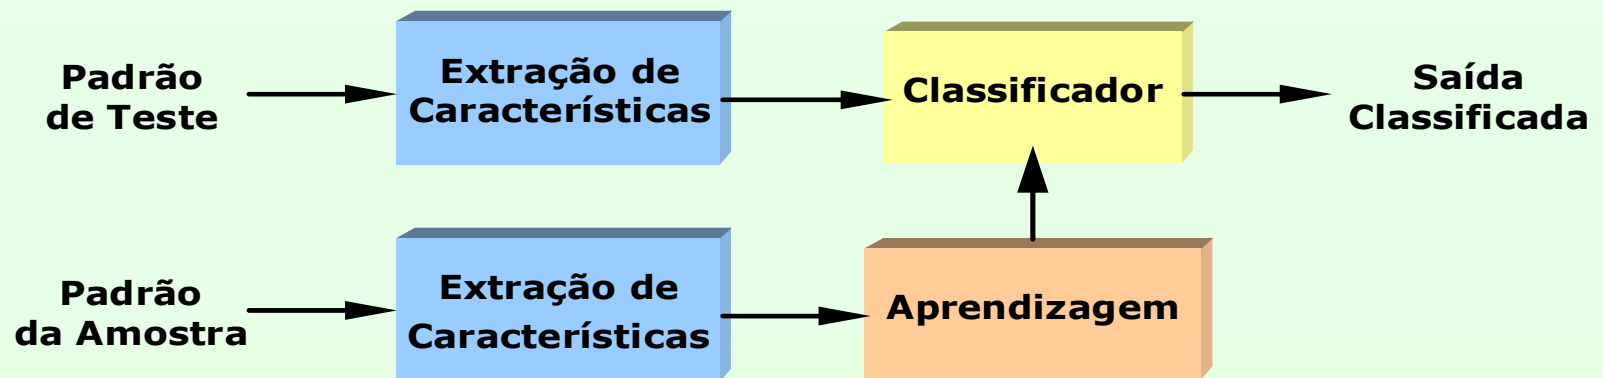 Padrão
de Teste
Extração de
Características
Classificador
Saída
Classificada
Padrão
da Amostra
Extração de
Características
Aprendizagem